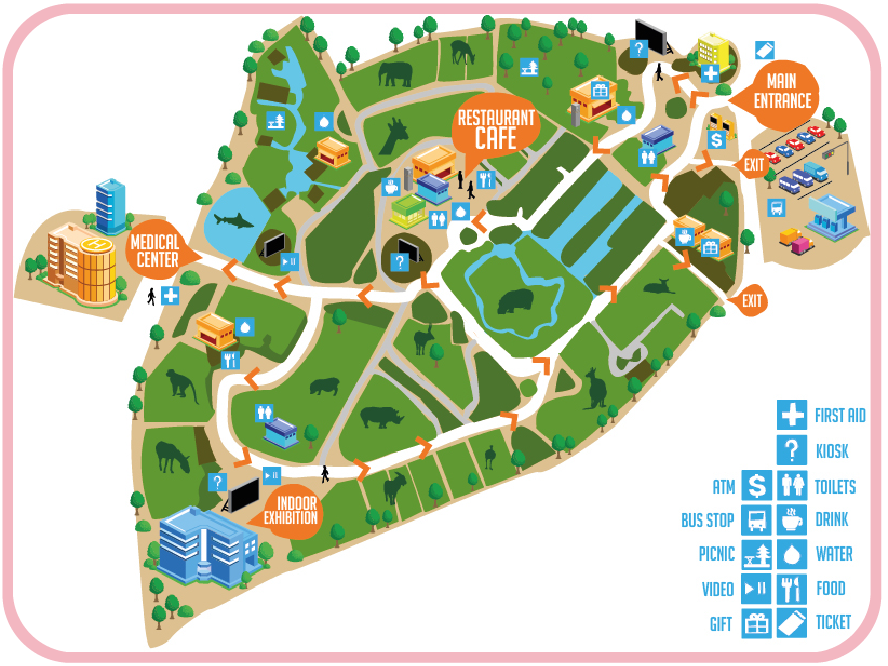 MAIN
ENTRANCE
RESTAURANT
CAFE
EXIT
MEDICAL
CENTER
H
EXIT
INDOOR
EXHIBITION
FIRST AID
? KIOSK
ATM $ TOILETS
BUS STOP DRINK
PICNIC WATER
VIDEO FOOD
GIFT TICKET